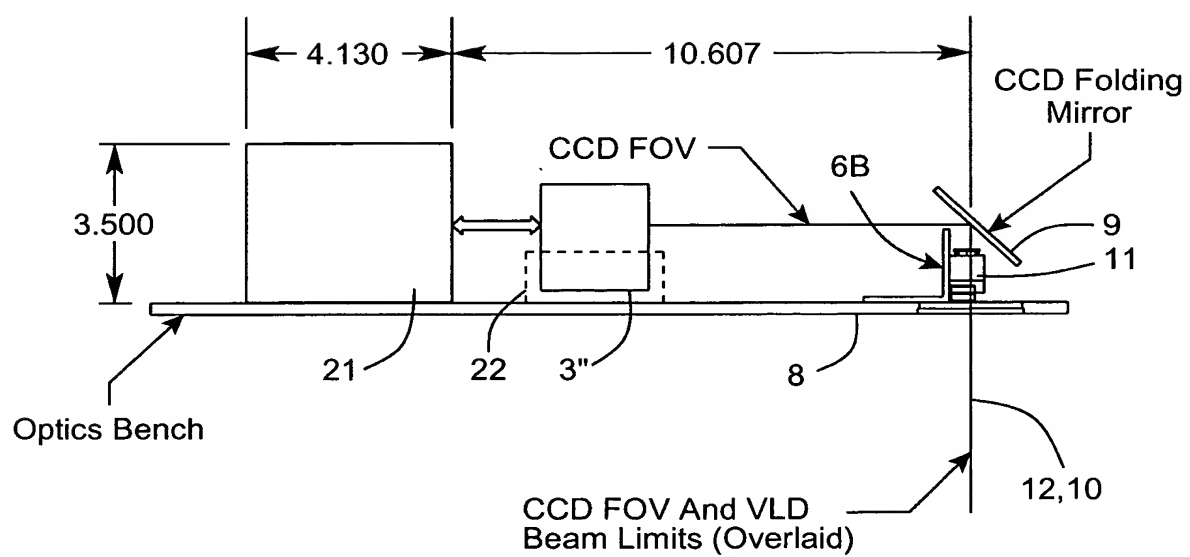 4.130
10.607
CCD Folding
Mirror
CCD FOV
6B
9
3.500
11
21
22
3"
8
Optics Bench
12,10
CCD FOV And VLD
Beam Limits (Overlaid)